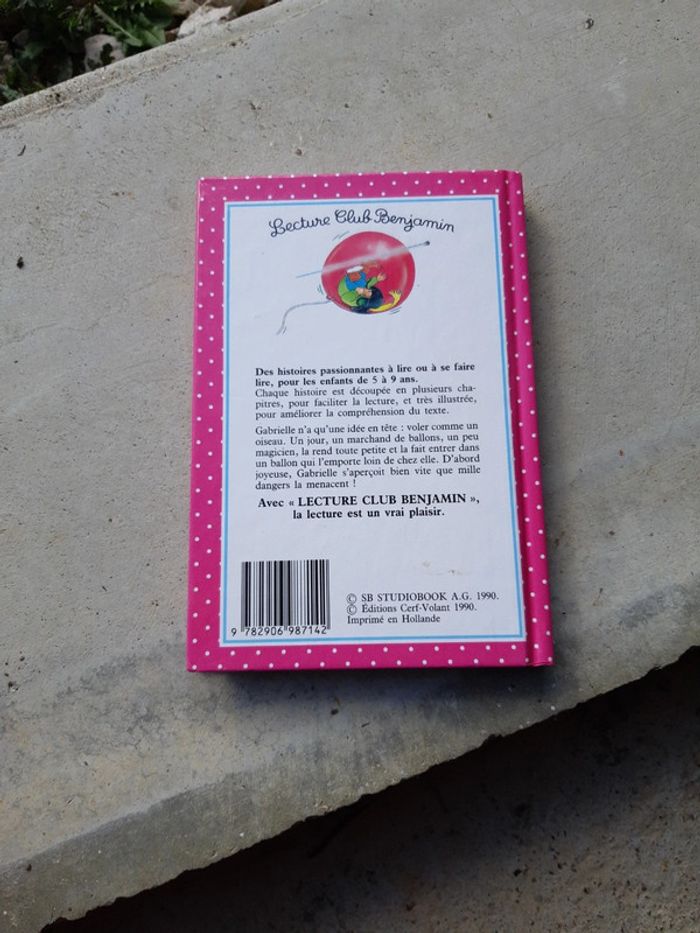 Lecture Club Benjamin
Des histoires passionnantes à lire ou à se faire
lire, pour les enfants de 5 à 9 ans.
Chaque histoire est découpée en plusieurs cha-
pitres, pour faciliter la lecture, et très illustrée,
pour améliorer la compréhension du texte.
Gabrielle n'a qu'une idée en tête : voler comme un
oiseau. Un jour, un marchand de ballons, un peu
magicien, la rend toute petite et la fait entrer dans
un ballon qui l'emporte loin de chez elle. D'abord
joyeuse, Gabrielle s'aperçoit bien vite que mille
dangers la menacent !
Avec « LECTURE CLUB BENJAMIN »,
la lecture est un vrai plaisir.
© SB STUDIOBOOK A.G. 1990.
© Éditions Cerf-Volant 1990.
Imprimé en Hollande
9 782906 987142